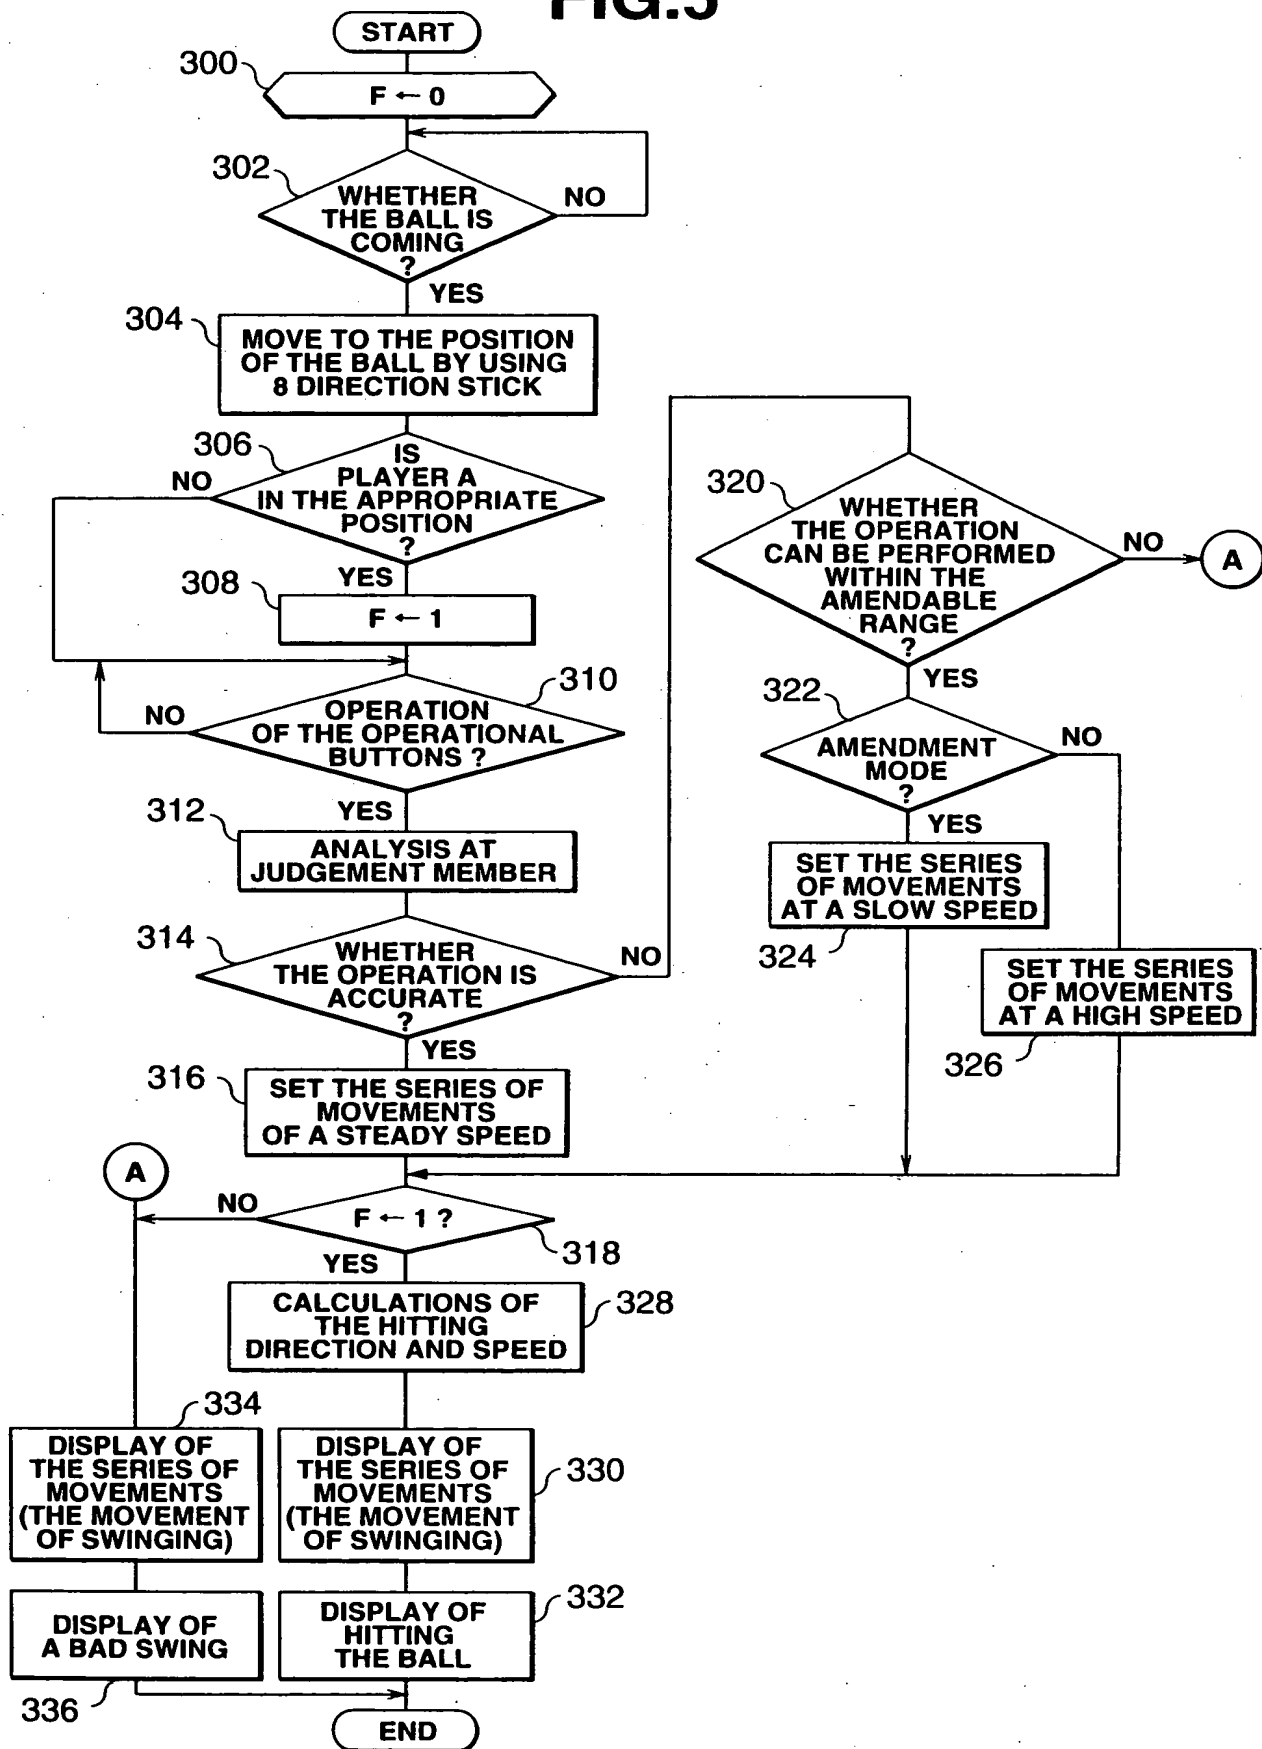 FIG.5
START
300
F ← 0
302
WHETHER
THE BALL IS
COMING
?
NO
YES
304
MOVE TO THE POSITION
OF THE BALL BY USING
8 DIRECTION STICK
306
IS
PLAYER A
IN THE APPROPRIATE
POSITION
?
NO
YES
308
F ← 1
310
OPERATION
OF THE OPERATIONAL
BUTTONS ?
NO
YES
312
ANALYSIS AT
JUDGEMENT MEMBER
314
WHETHER
THE OPERATION IS
ACCURATE
?
NO
YES
316
SET THE SERIES OF
MOVEMENTS
OF A STEADY SPEED
320
WHETHER
THE OPERATION
CAN BE PERFORMED
WITHIN THE
AMENDABLE
RANGE
?
NO
A
YES
322
AMENDMENT
MODE
?
NO
YES
SET THE SERIES
OF MOVEMENTS
AT A SLOW SPEED
324
SET THE SERIES
OF MOVEMENTS
AT A HIGH SPEED
326
A
NO
F ← 1 ?
318
YES
CALCULATIONS OF
THE HITTING
DIRECTION AND SPEED
328
334
DISPLAY OF
THE SERIES OF
MOVEMENTS
(THE MOVEMENT
OF SWINGING)
DISPLAY OF
THE SERIES OF
MOVEMENTS
(THE MOVEMENT
OF SWINGING)
330
DISPLAY OF
A BAD SWING
336
DISPLAY OF
HITTING
THE BALL
332
END